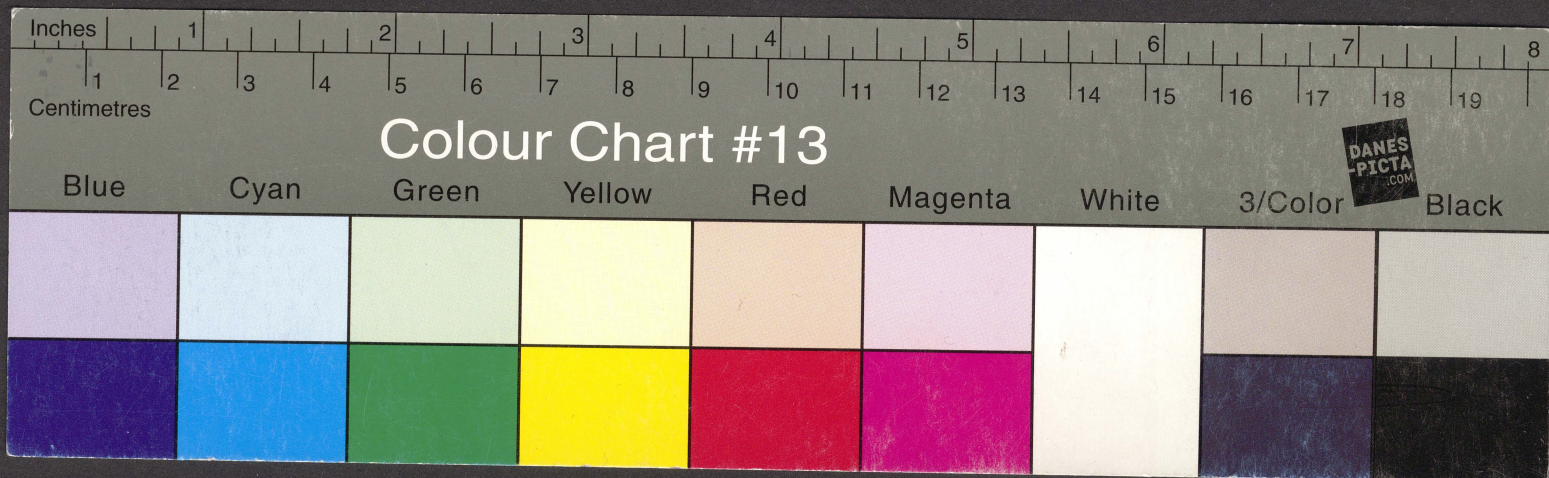 Inches 1 2 3 4 5 6 7 8
1 2 3 4 5 6 7 8 9 10 11 12 13 14 15 16 17 18 19
Centimetres
Colour Chart #13
DANES
-PICTA
.COM
Blue Cyan Green Yellow Red Magenta White 3/Color Black